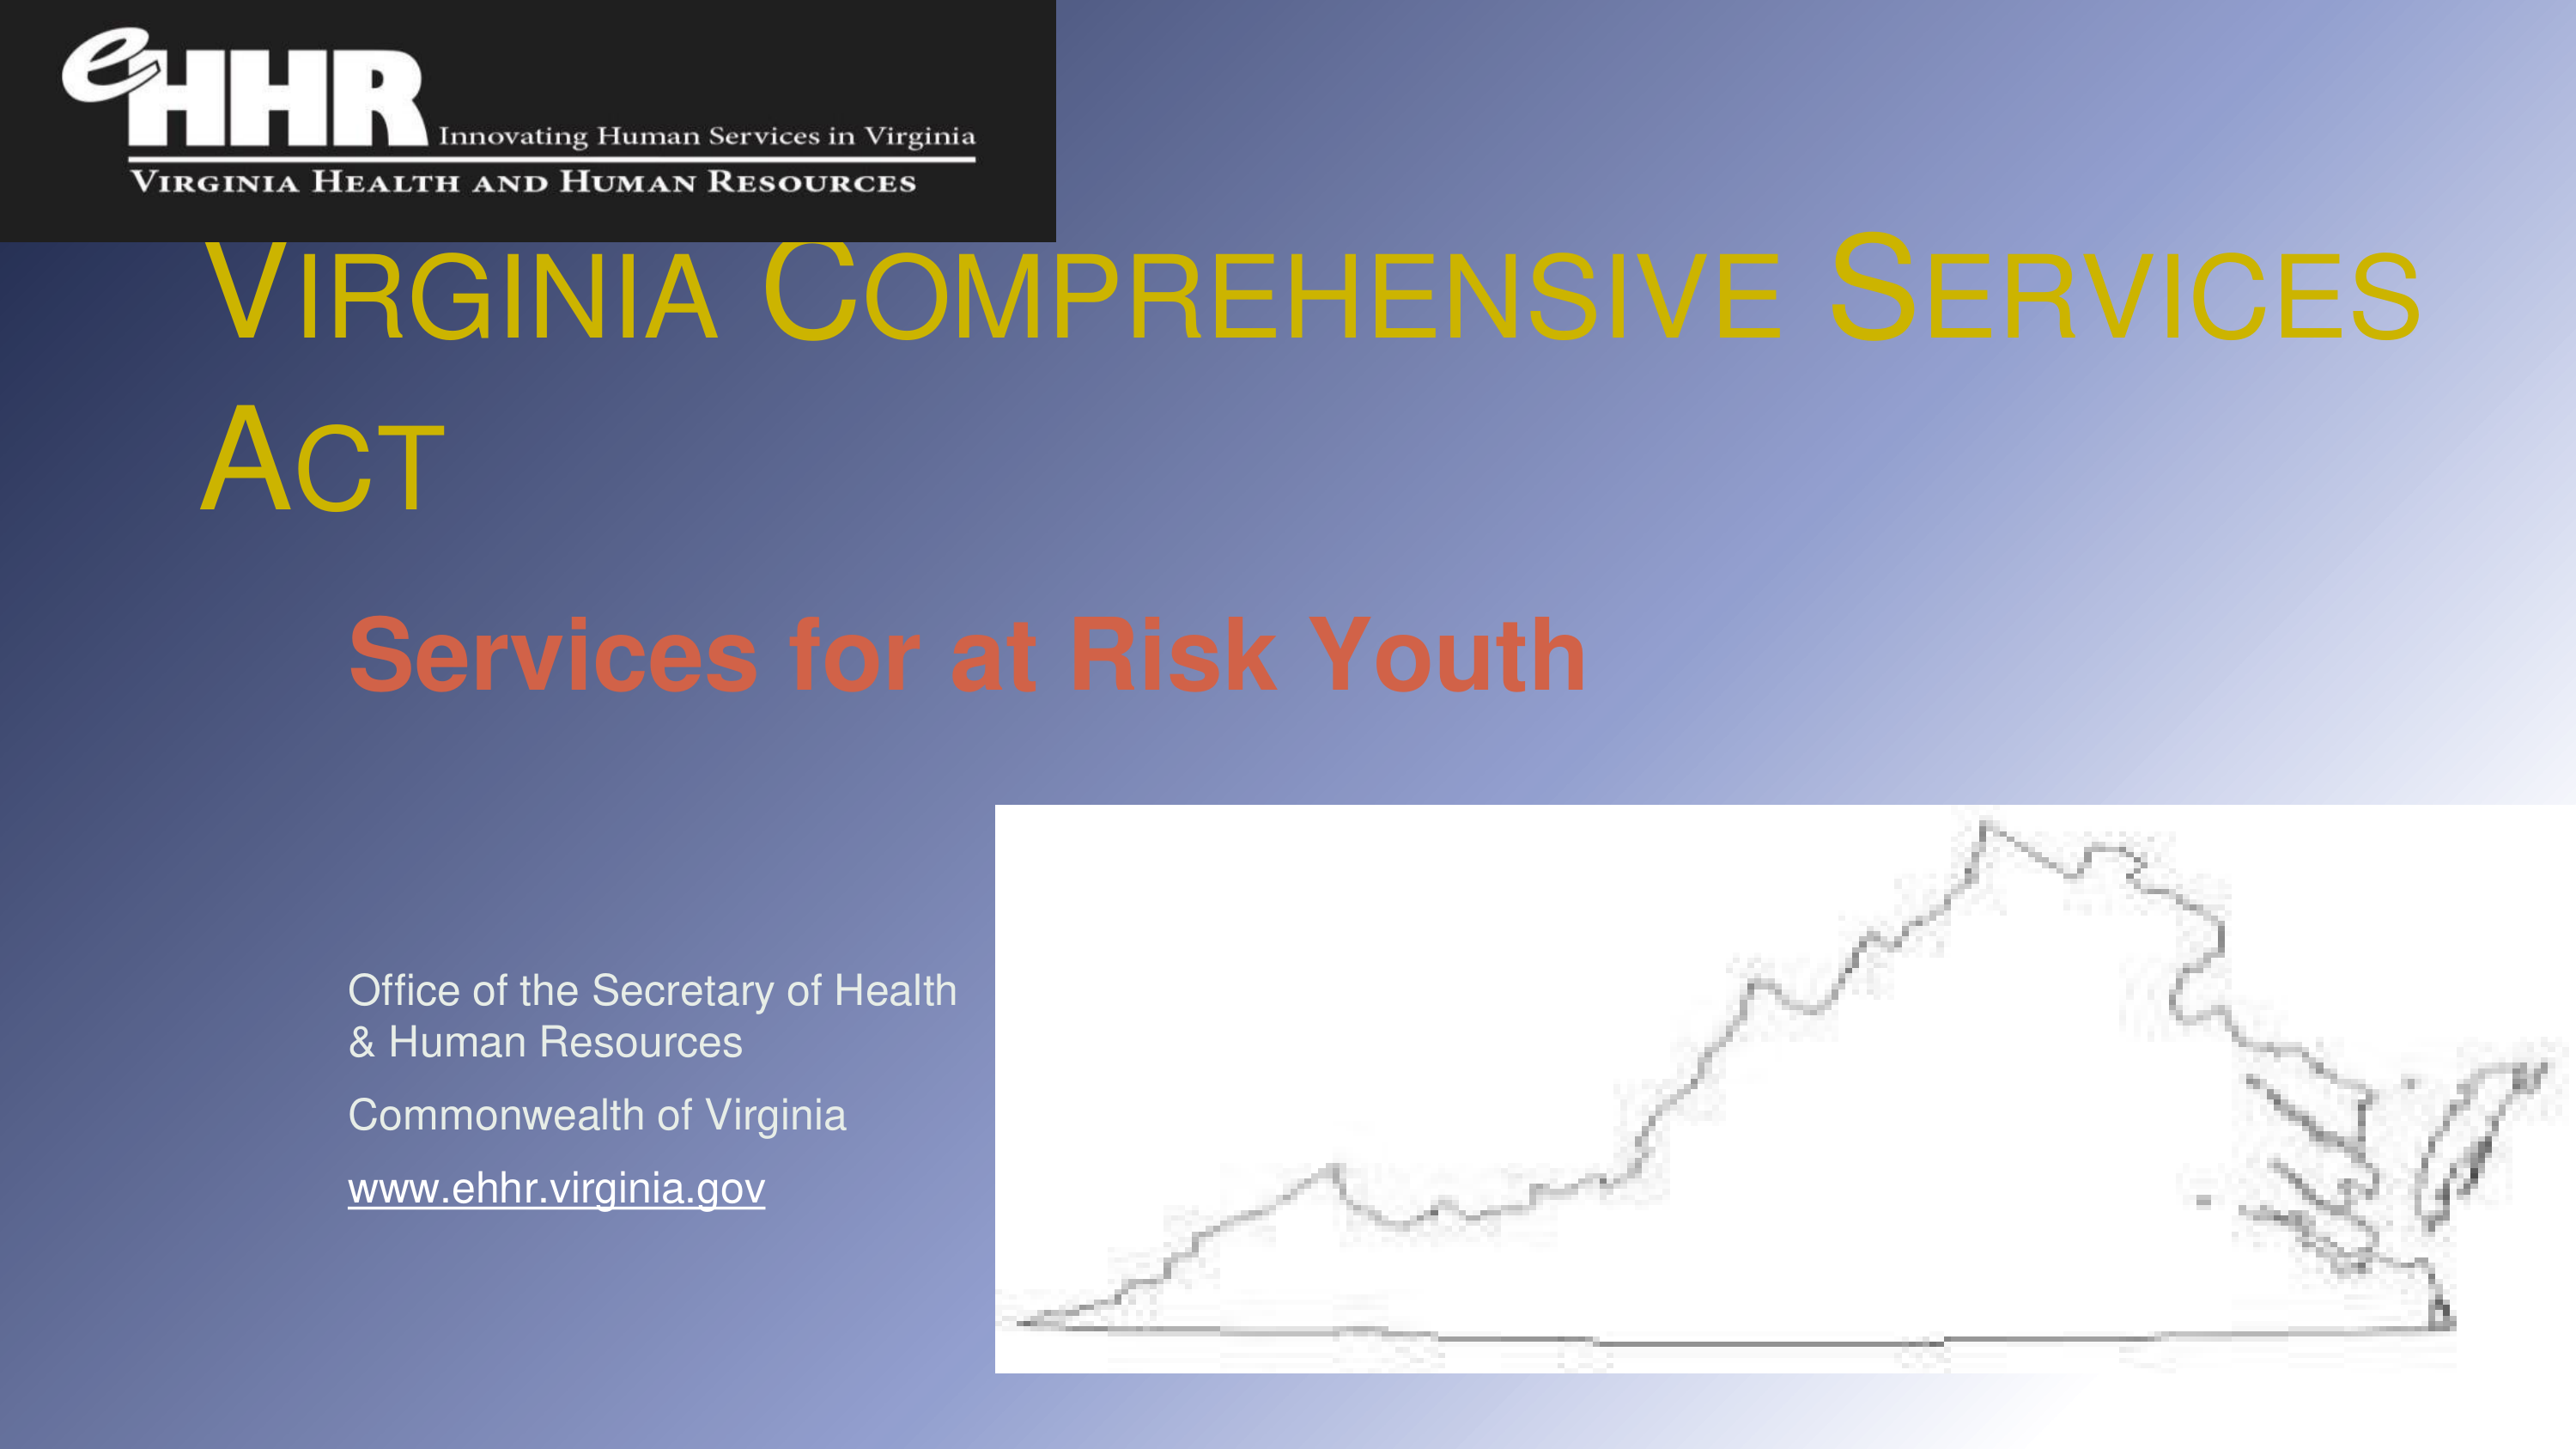 eHHR Innovating Human Services in Virginia
VIRGINIA HEALTH AND HUMAN RESOURCES
VIRGINIA COMPREHENSIVE SERVICES
ACT
Services for at Risk Youth
Office of the Secretary of Health
& Human Resources
Commonwealth of Virginia
www.ehhr.virginia.gov